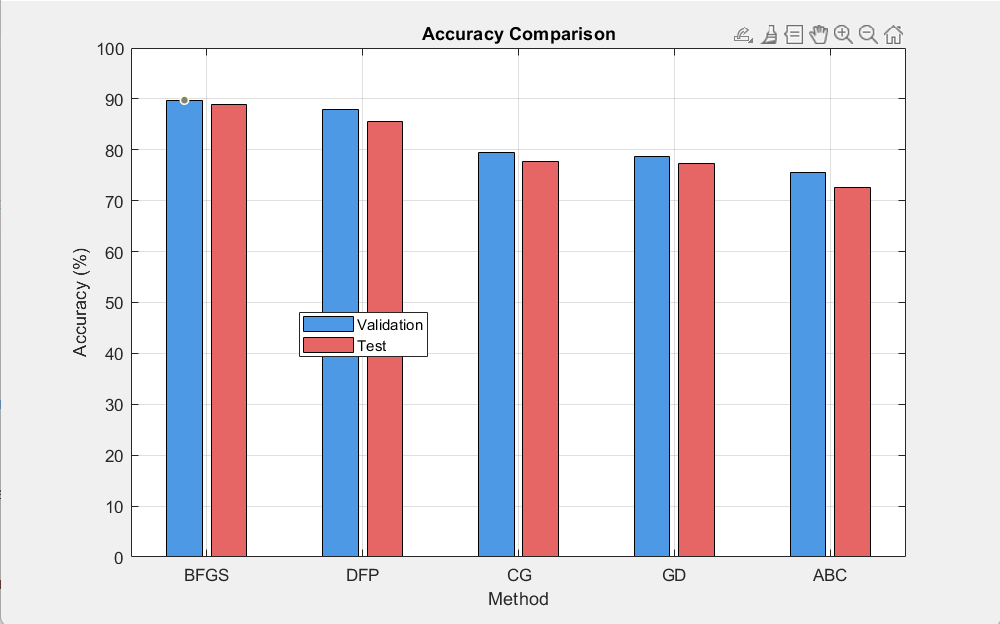 Accuracy Comparison
100
90
80
70
60
50
40
30
20
10
0
Accuracy (%)
Validation
Test
BFGS DFP CG GD ABC
Method